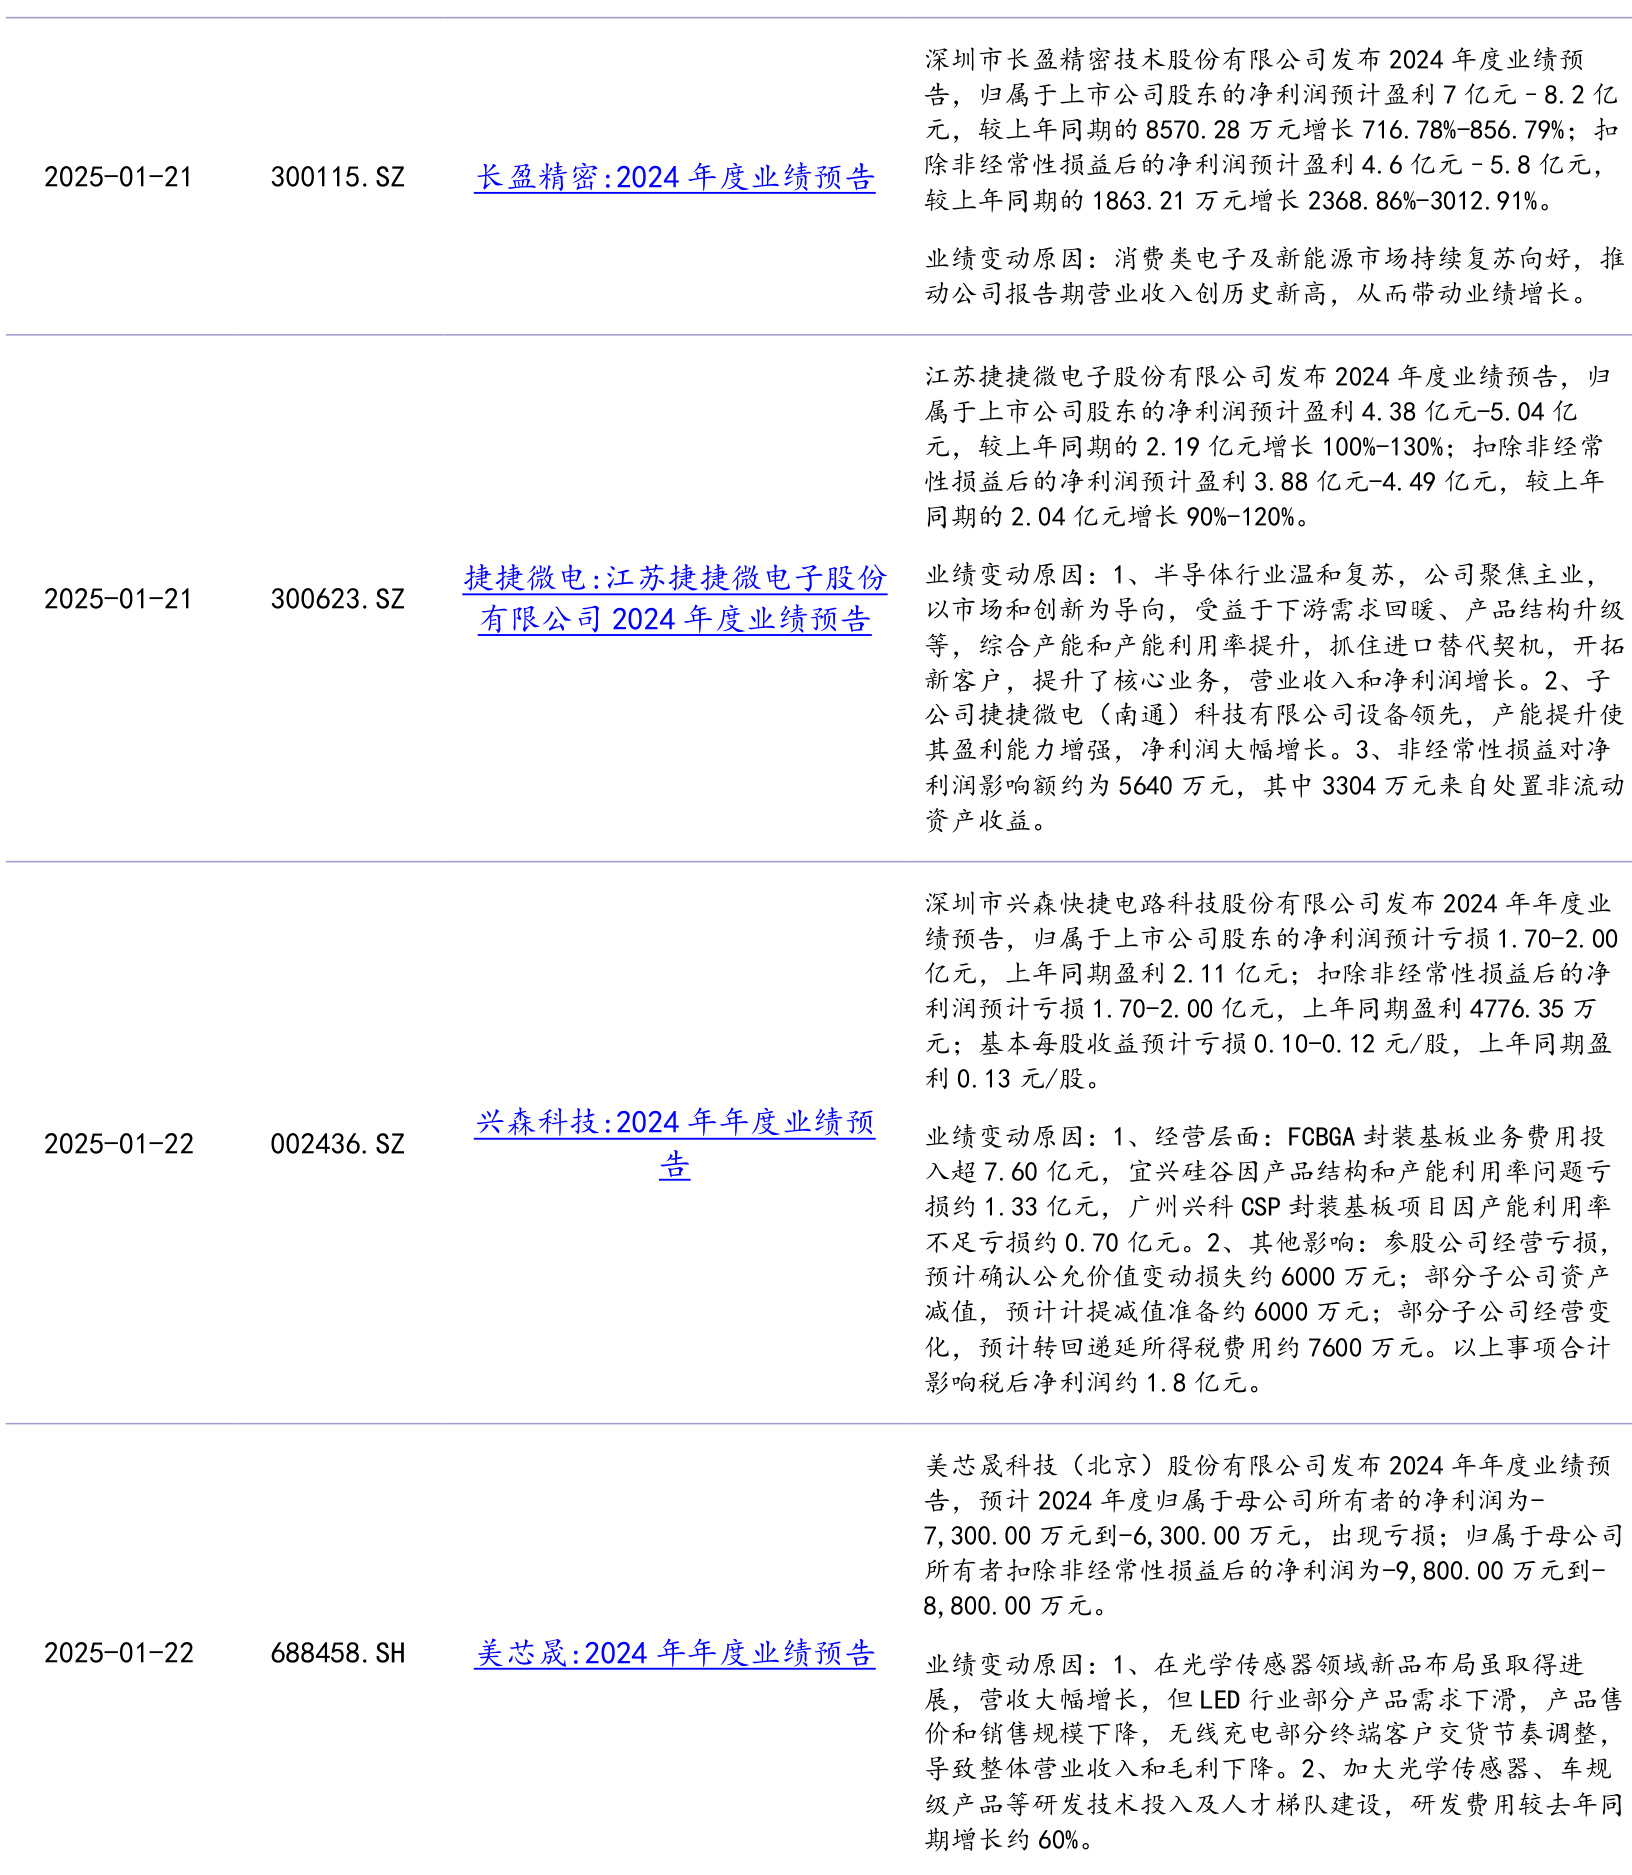 2025-01-21
300115.SZ
长盈精密:2024 年度业绩预告
深圳市长盈精密技术股份有限公司发布 2024 年度业绩预
告，归属于上市公司股东的净利润预计盈利 7 亿元–8.2 亿
元，较上年同期的 8570.28 万元增长 716.78%-856.79%；扣
除非经常性损益后的净利润预计盈利 4.6 亿元–5.8 亿元，
较上年同期的 1863.21 万元增长 2368.86%-3012.91%。
业绩变动原因：消费类电子及新能源市场持续复苏向好，推
动公司报告期营业收入创历史新高，从而带动业绩增长。
2025-01-21
300623.SZ
捷捷微电:江苏捷捷微电子股份
有限公司 2024 年度业绩预告
江苏捷捷微电子股份有限公司发布 2024 年度业绩预告，归
属于上市公司股东的净利润预计盈利 4.38 亿元-5.04 亿
元，较上年同期的 2.19 亿元增长 100%-130%；扣除非经常
性损益后的净利润预计盈利 3.88 亿元-4.49 亿元，较上年
同期的 2.04 亿元增长 90%-120%。
业绩变动原因：1、半导体行业温和复苏，公司聚焦主业，
以市场和创新为导向，受益于下游需求回暖、产品结构升级
等，综合产能和产能利用率提升，抓住进口替代契机，开拓
新客户，提升了核心业务，营业收入和净利润增长。2、子
公司捷捷微电（南通）科技有限公司设备领先，产能提升使
其盈利能力增强，净利润大幅增长。3、非经常性损益对净
利润影响额约为 5640 万元，其中 3304 万元来自处置非流动
资产收益。
2025-01-22
002436.SZ
兴森科技:2024 年年度业绩预
告
深圳市兴森快捷电路科技股份有限公司发布 2024 年年度业
绩预告，归属于上市公司股东的净利润预计亏损 1.70-2.00
亿元，上年同期盈利 2.11 亿元；扣除非经常性损益后的净
利润预计亏损 1.70-2.00 亿元，上年同期盈利 4776.35 万
元；基本每股收益预计亏损 0.10-0.12 元/股，上年同期盈
利 0.13 元/股。
业绩变动原因：1、经营层面：FCBGA 封装基板业务费用投
入超 7.60 亿元，宜兴硅谷因产品结构和产能利用率问题亏
损约 1.33 亿元，广州兴科 CSP 封装基板项目因产能利用率
不足亏损约 0.70 亿元。2、其他影响：参股公司经营亏损，
预计确认公允价值变动损失约 6000 万元；部分子公司资产
减值，预计计提减值准备约 6000 万元；部分子公司经营变
化，预计转回递延所得税费用约 7600 万元。以上事项合计
影响税后净利润约 1.8 亿元。
2025-01-22
688458.SH
美芯晟:2024 年年度业绩预告
美芯晟科技（北京）股份有限公司发布 2024 年年度业绩预
告，预计 2024 年度归属于母公司所有者的净利润为-
7,300.00 万元到-6,300.00 万元，出现亏损；归属于母公司
所有者扣除非经常性损益后的净利润为-9,800.00 万元到-
8,800.00 万元。
业绩变动原因：1、在光学传感器领域新品布局虽取得进
展，营收大幅增长，但 LED 行业部分产品需求下滑，产品售
价和销售规模下降，无线充电部分终端客户交货节奏调整，
导致整体营业收入和毛利下降。2、加大光学传感器、车规
级产品等研发技术投入及人才梯队建设，研发费用较去年同
期增长约 60%。